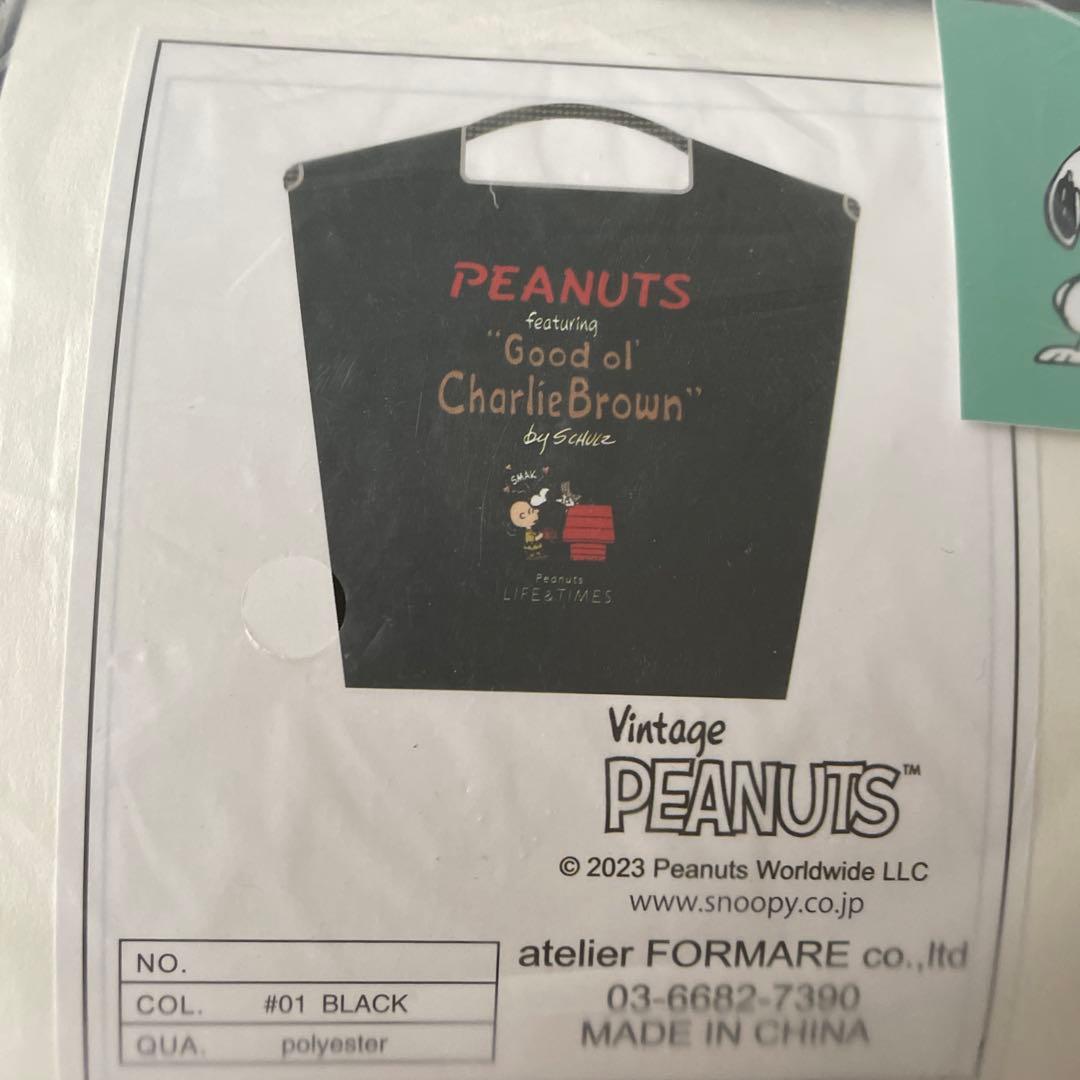 PEANUTS
featuring
"Good ol'
Charlie Brown"
by SCHULZ
SMAK
Peanuts
LIFE & TIMES
Vintage
PEANUTS™
© 2023 Peanuts Worldwide LLC
www.snoopy.co.jp
atelier FORMARE co.,ltd
03-6682-7390
MADE IN CHINA
NO.
COL. #01 BLACK
QUA. polyester